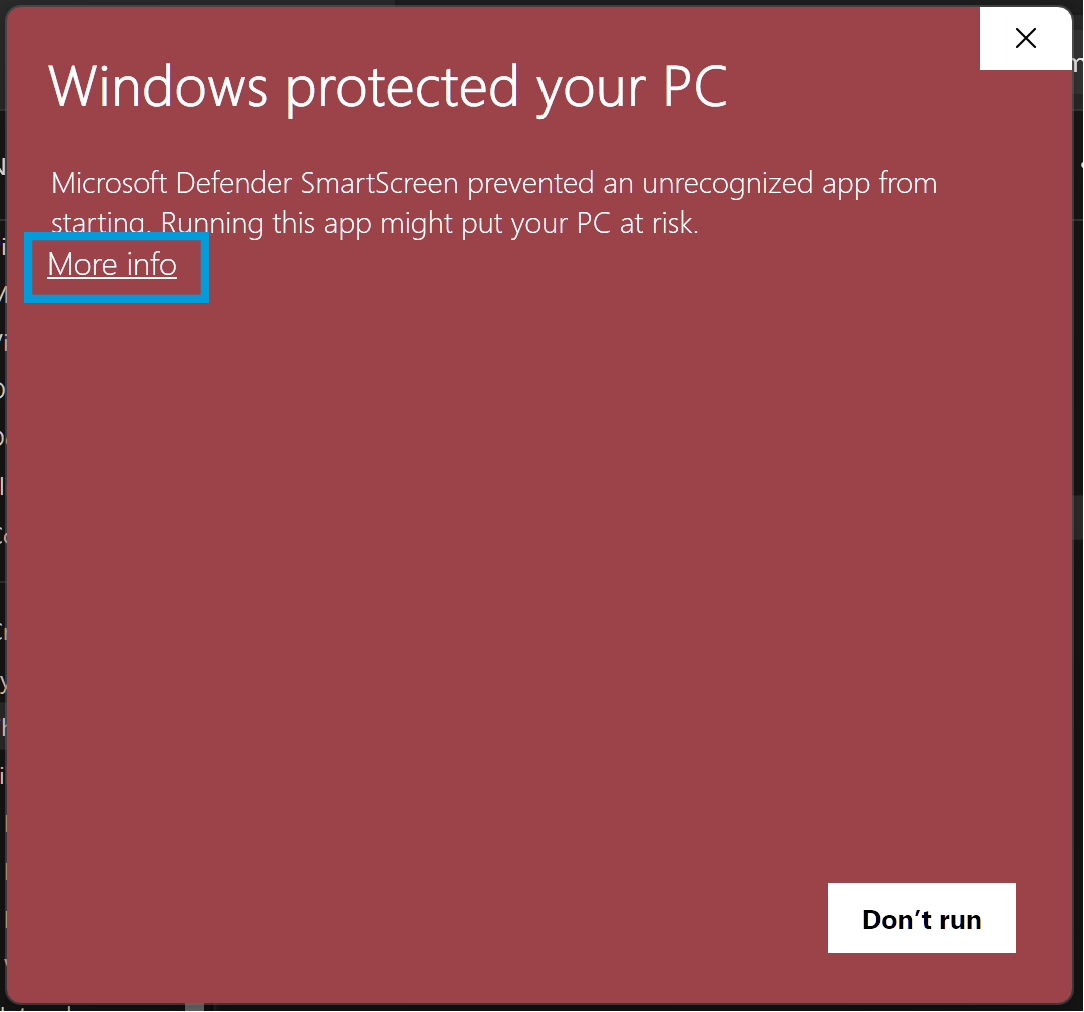 Windows protected your PC
Microsoft Defender SmartScreen prevented an unrecognized app from
starting. Running this app might put your PC at risk.
More info
Don’t run